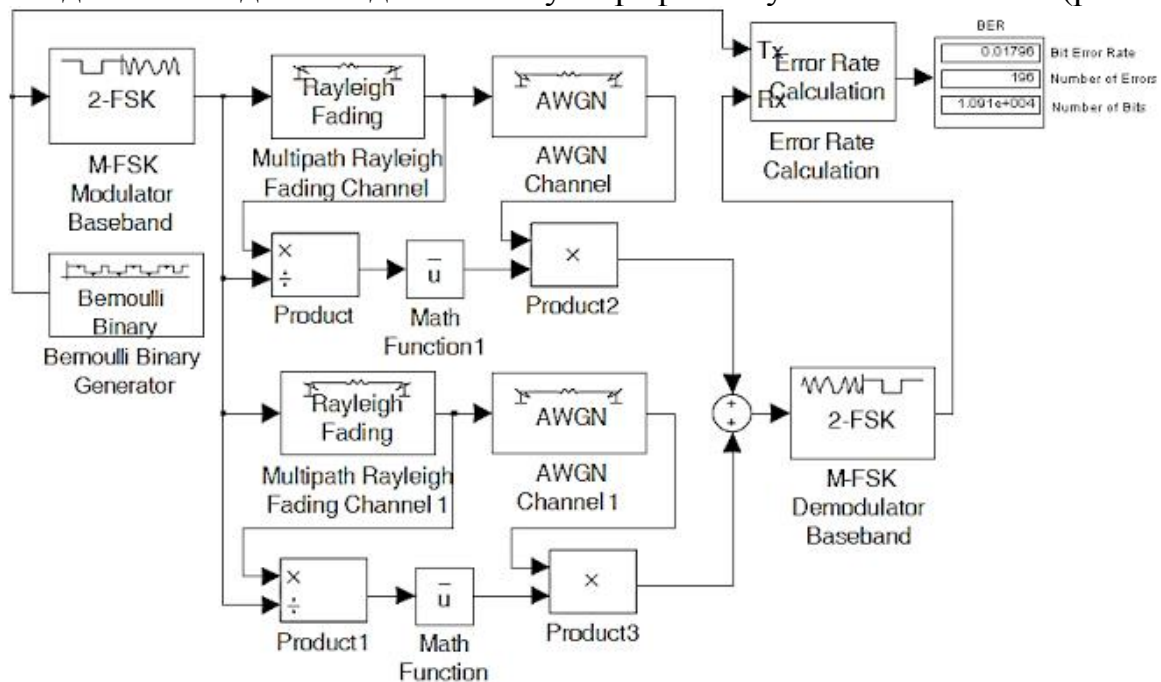 2-FSK
M-FSK
Modulator
Baseband
Bernoulli
Binary
Bernoulli Binary
Generator
Rayleigh
Fading
Multipath Rayleigh
Fading Channel
AWGN
AWGN
Channel
×
÷
Product
u
Math
Function1
×
Product2
Tx
Rx
Error Rate
Calculation
Error Rate
Calculation
BER
0.01796
Bit Error Rate
196
Number of Errors
1.091e+004
Number of Bits
Rayleigh
Fading
Multipath Rayleigh
Fading Channel 1
AWGN
AWGN
Channel 1
×
÷
Product1
u
Math
Function
×
Product3
+
+
2-FSK
M-FSK
Demodulator
Baseband